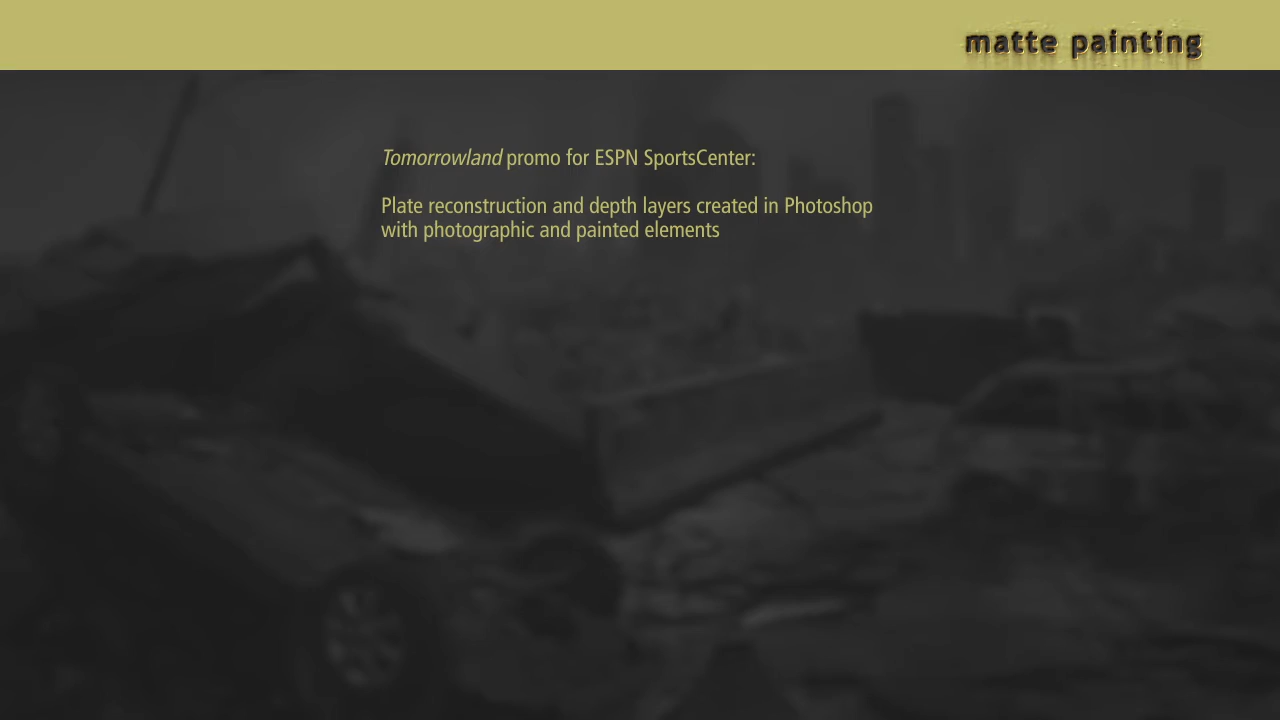 matte painting
Tomorrowland promo for ESPN SportsCenter:
Plate reconstruction and depth layers created in Photoshop
with photographic and painted elements